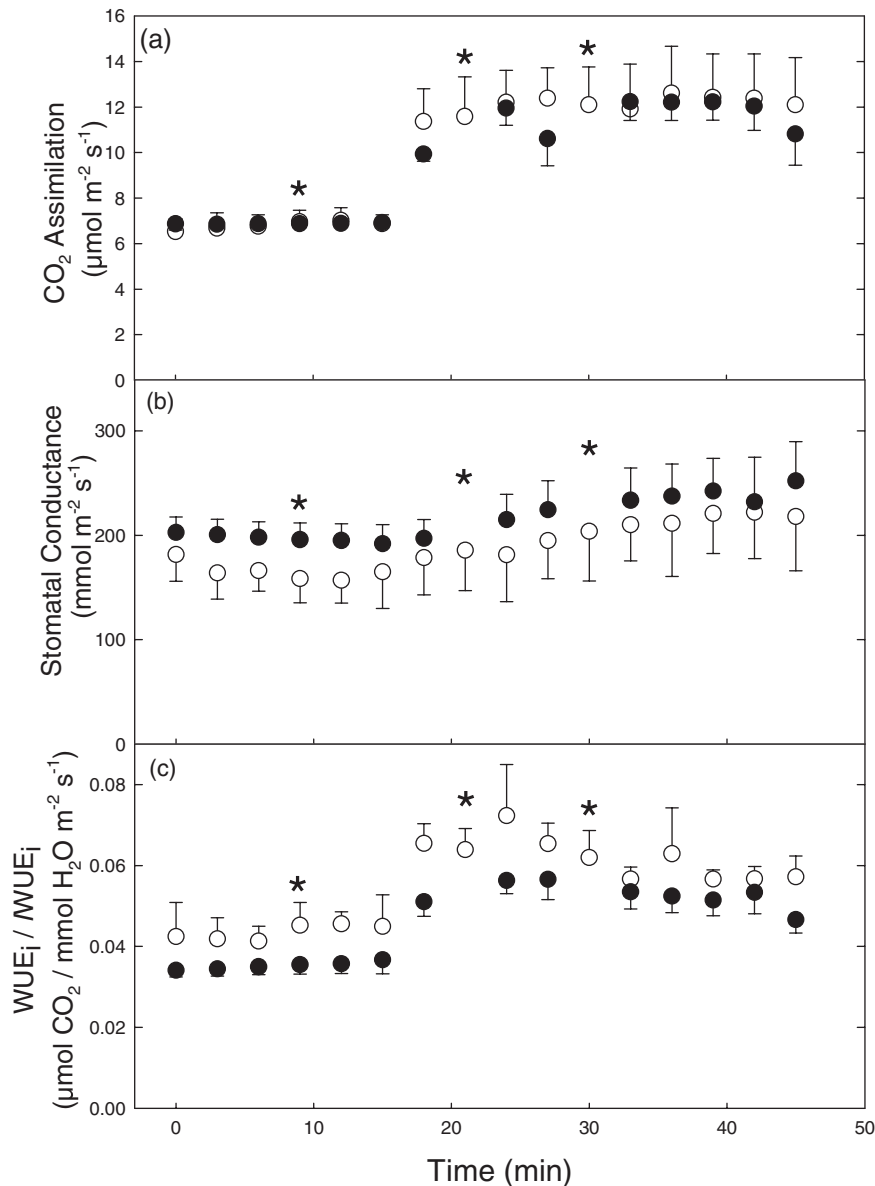 (a)
16
14
12
10
8
6
4
2
0
CO₂ Assimilation
(µmol m⁻² s⁻¹)
*
*
*
(b)
300
200
100
0
Stomatal Conductance
(mmol m⁻² s⁻¹)
*
*
*
(c)
0.08
0.06
0.04
0.02
0.00
WUEᵢ / IWUEᵢ
(µmol CO₂ / mmol H₂O m⁻² s⁻¹)
*
*
*
0 10 20 30 40 50
Time (min)